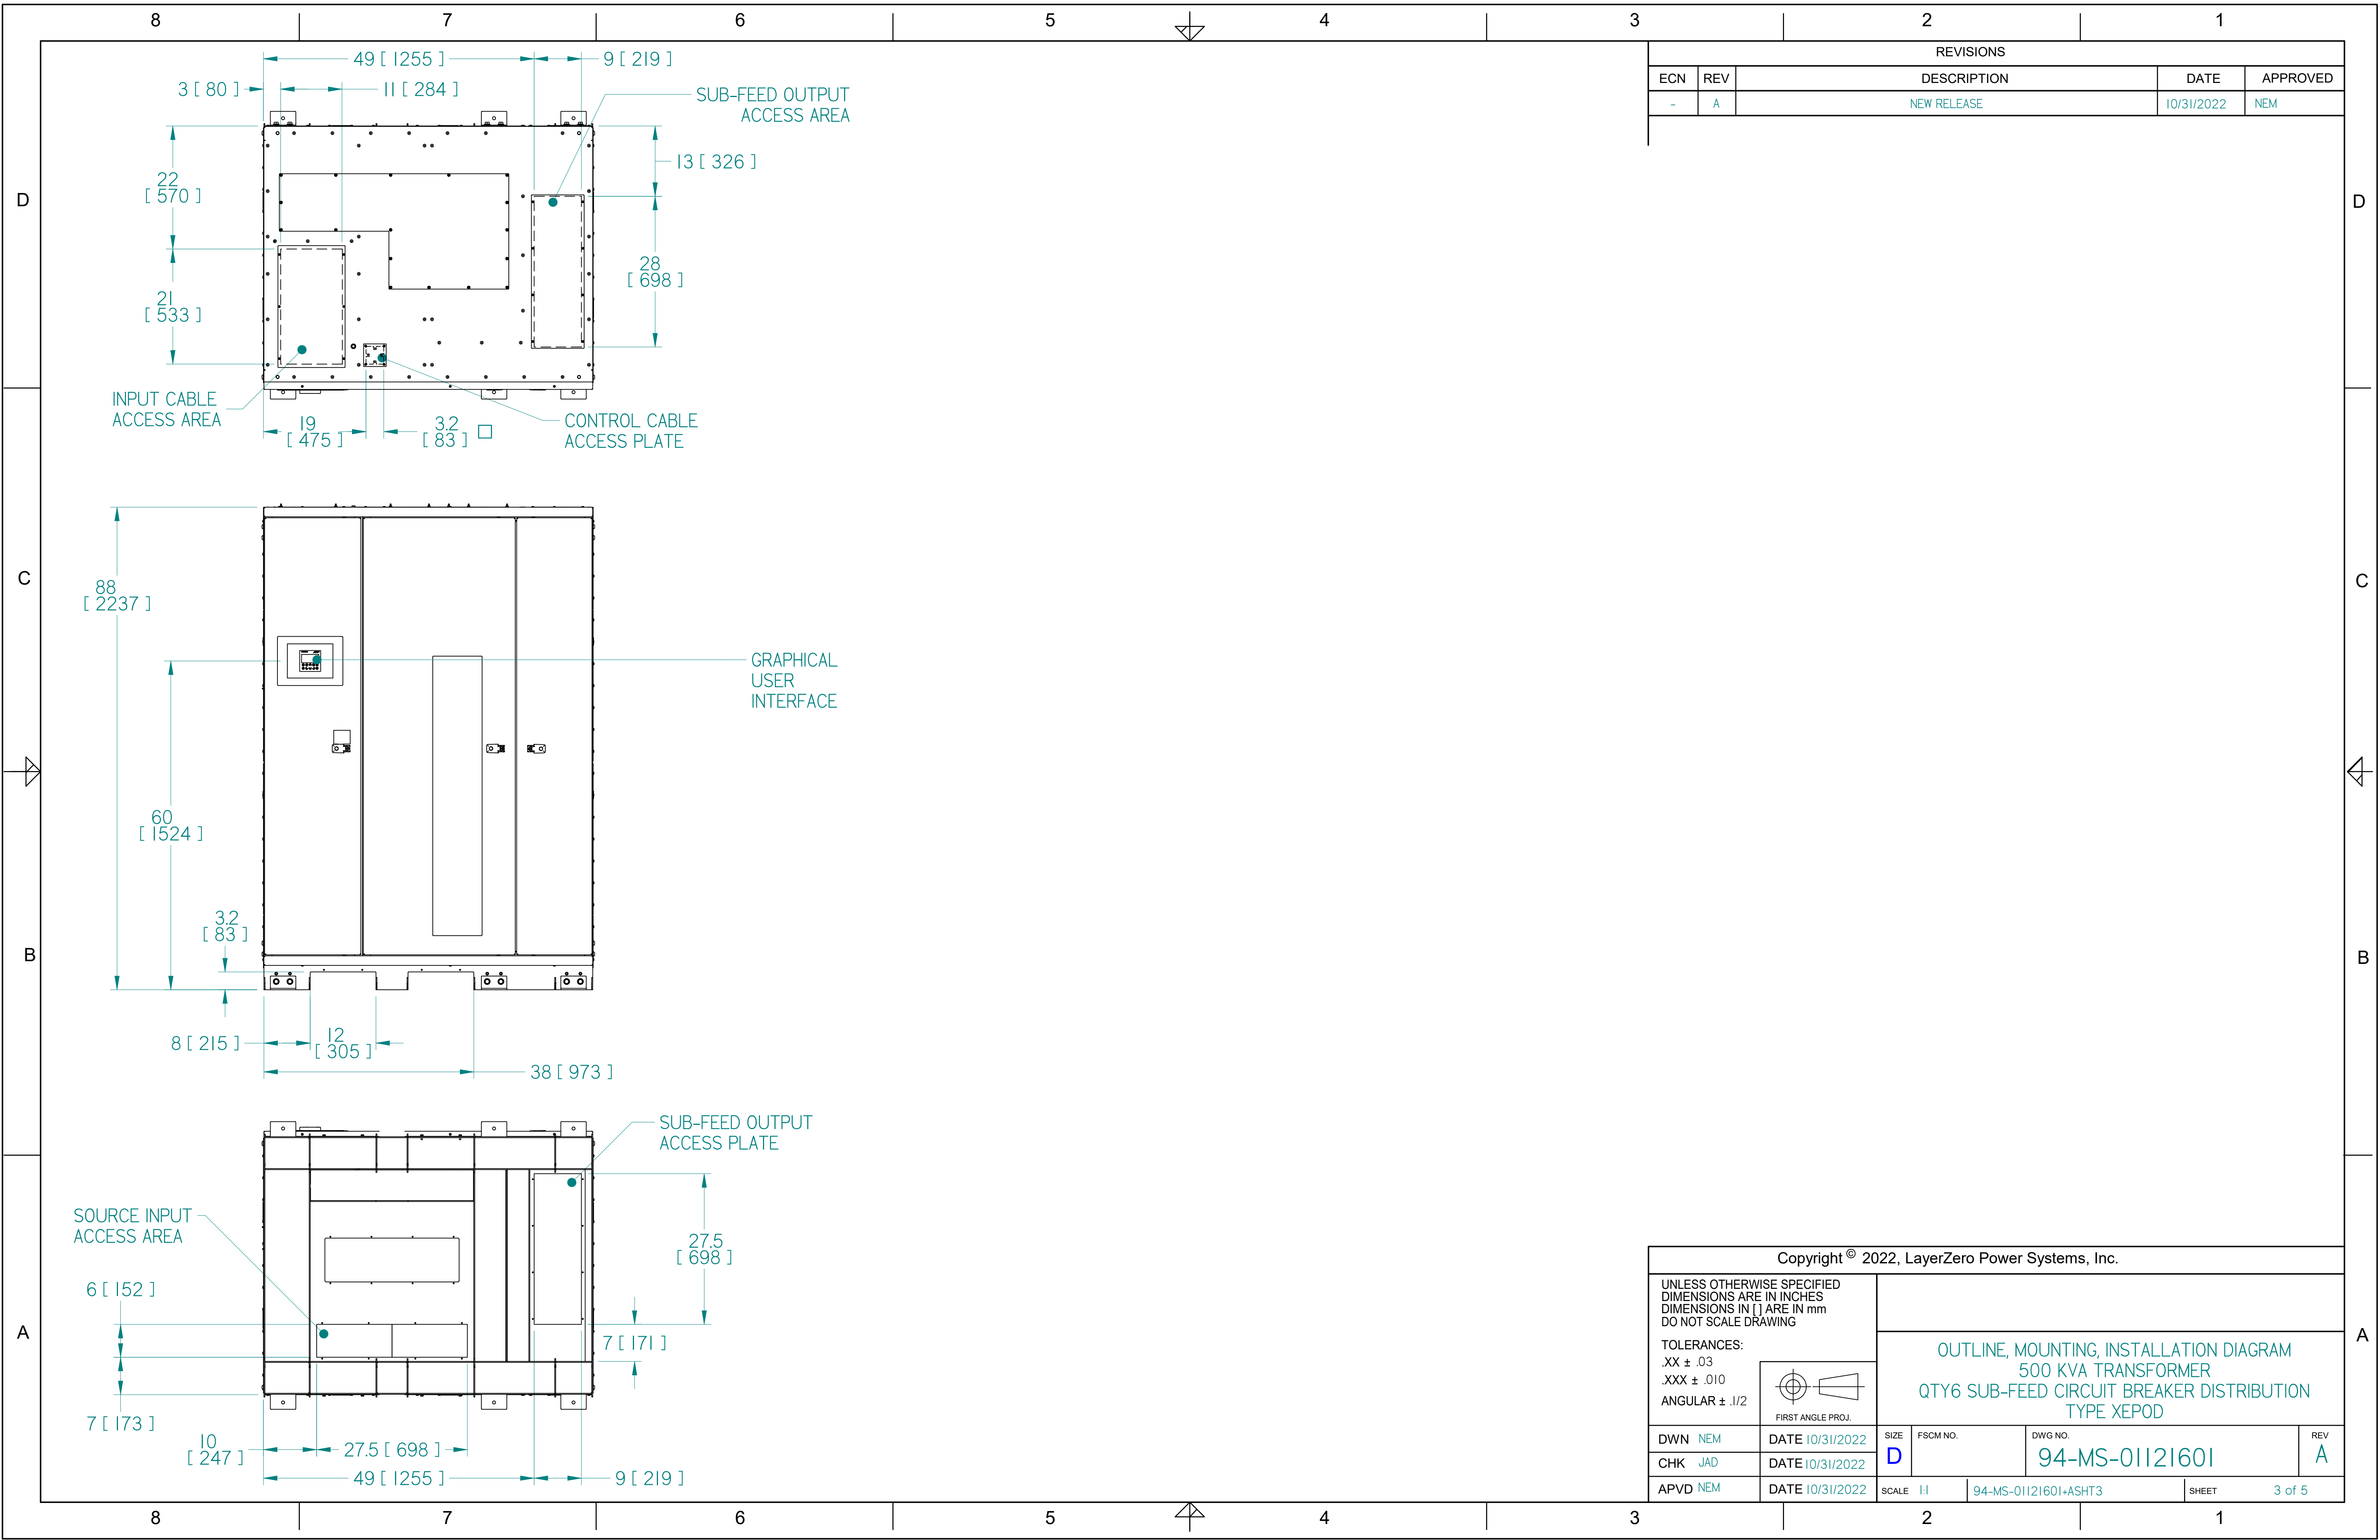 8 7 6 5 4 3 2 1
REVISIONS
ECN REV DESCRIPTION DATE APPROVED
- A NEW RELEASE 10/31/2022 NEM
49 [ 1255 ]
9 [ 219 ]
3 [ 80 ]
11 [ 284 ]
SUB-FEED OUTPUT
ACCESS AREA
13 [ 326 ]
22
[ 570 ]
D
D
28
[ 698 ]
21
[ 533 ]
INPUT CABLE
ACCESS AREA
19
[ 475 ]
3.2
[ 83 ]
CONTROL CABLE
ACCESS PLATE
C
C
88
[ 2237 ]
GRAPHICAL
USER
INTERFACE
60
[ 1524 ]
3.2
[ 83 ]
B
B
8 [ 215 ]
12
[ 305 ]
38 [ 973 ]
SUB-FEED OUTPUT
ACCESS PLATE
SOURCE INPUT
ACCESS AREA
27.5
[ 698 ]
6 [ 152 ]
7 [ 171 ]
A
A
7 [ 173 ]
10
[ 247 ]
27.5 [ 698 ]
49 [ 1255 ]
9 [ 219 ]
Copyright © 2022, LayerZero Power Systems, Inc.
UNLESS OTHERWISE SPECIFIED
DIMENSIONS ARE IN INCHES
DIMENSIONS IN [ ] ARE IN mm
DO NOT SCALE DRAWING
TOLERANCES:
.XX ± .03
.XXX ± .010
ANGULAR ± .1/2
FIRST ANGLE PROJ.
OUTLINE, MOUNTING, INSTALLATION DIAGRAM
500 KVA TRANSFORMER
QTY6 SUB-FEED CIRCUIT BREAKER DISTRIBUTION
TYPE XEPOD
DWN NEM DATE 10/31/2022
CHK JAD DATE 10/31/2022
APVD NEM DATE 10/31/2022
SIZE
D
FSCM NO.
DWG NO.
94-MS-01121601
REV
A
SCALE 1:1
94-MS-01121601+ASHT3
SHEET 3 of 5
8 7 6 5 4 3 2 1